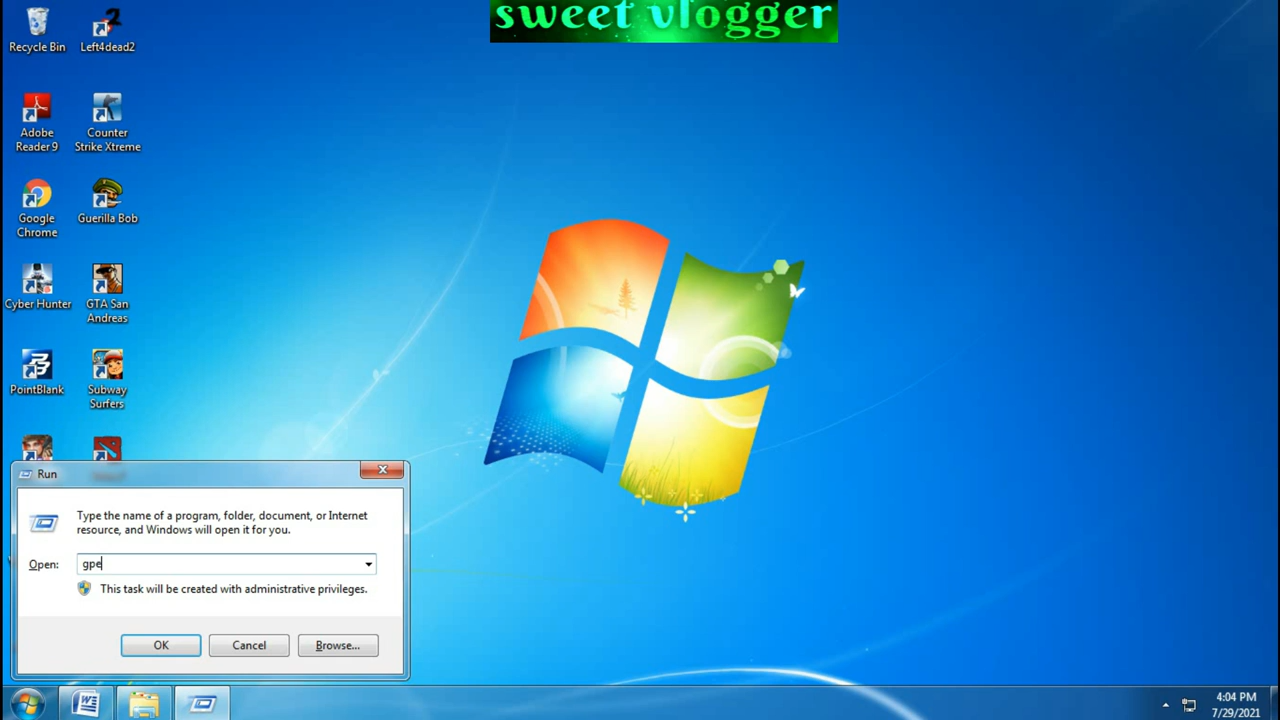 sweet vlogger
Recycle Bin
Left4dead2
Adobe
Reader 9
Counter
Strike Xtreme
Google
Chrome
Guerilla Bob
Cyber Hunter
GTA San
Andreas
PointBlank
Subway
Surfers
Run
Type the name of a program, folder, document, or Internet
resource, and Windows will open it for you.
Open:
gpe
This task will be created with administrative privileges.
OK
Cancel
Browse...
4:04 PM
7/29/2021